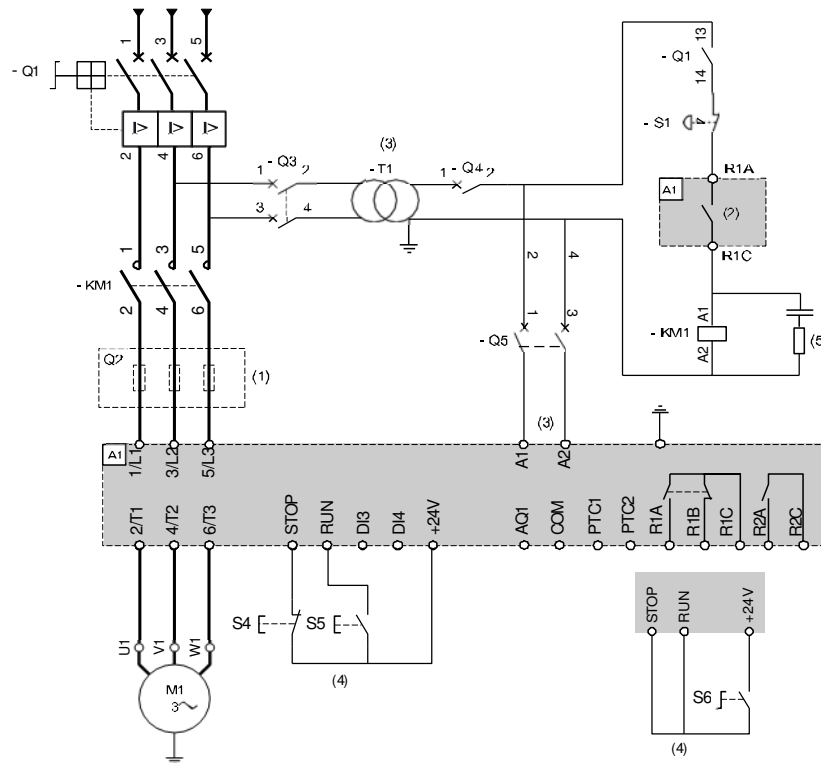 1 3 5
- Q1
I> I> I>
2 4 6
1 - Q3 2
3 4
(3)
- T1
1 - Q4 2
13
- Q1
14
- S1
R1A
A1
(2)
R1C
1 3 5
- KM1
2 4 6
2 4
1 3
- Q5
A1
- KM1
A2
(5
Q2
(1)
(3)
A1
1/L1 3/L2 5/L3
A1 A2
2/T1 4/T2 6/T3
STOP RUN DI3 DI4 +24V
AQ1 COM PTC1 PTC2 R1A R1B R1C R2A R2C
S4 S5
(4)
U1 V1 W1
M1
3
STOP RUN +24V
S6
(4)